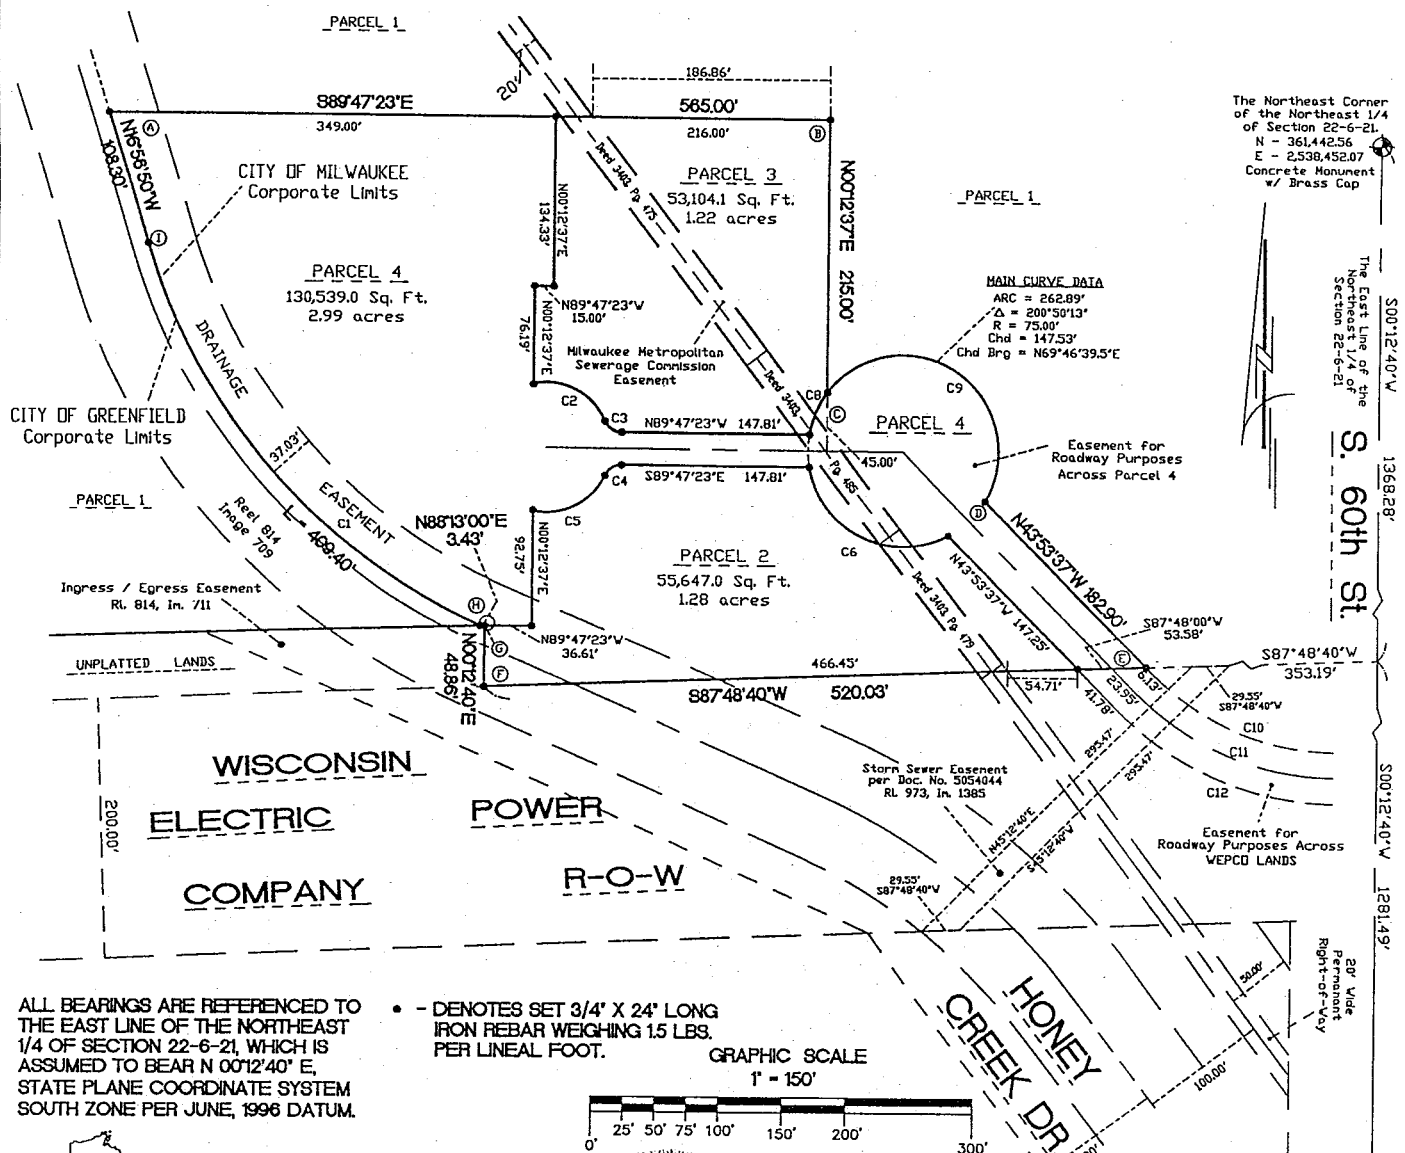 PARCEL 1
20'
186.86'
S89°47'23"E
565.00'
349.00'
216.00'
A
B
The Northeast Corner
of the Northeast 1/4
of Section 22-6-21.
N - 361,442.56
E - 2,538,452.07
Concrete Monument
w/ Brass Cap
N16°56'50"W
108.30'
CITY OF MILWAUKEE
Corporate Limits
N00°12'37"E
134.33'
Deed 3403, Pg. 475
PARCEL 3
53,104.1 Sq. Ft.
1.22 acres
N00°12'37"E 215.00'
PARCEL 1
I
PARCEL 4
130,539.0 Sq. Ft.
2.99 acres
N89°47'23"W
15.00'
N00°12'37"E
76.19'
MAIN CURVE DATA
ARC = 262.89'
Δ = 200°50'13"
R = 75.00'
Chd = 147.53'
Chd Brg = N69°46'39.5"E
The East Line of the
Northeast 1/4 of
Section 22-6-21
S00°12'40"W
1368.28'
S. 60th St.
DRAINAGE
EASEMENT
Milwaukee Metropolitan
Sewerage Commission
Easement
Deed 3403,
Pg. 485
CITY OF GREENFIELD
Corporate Limits
C2
C3
C8
C9
C
N89°47'23"W 147.81'
PARCEL 4
37.03'
45.00'
Easement for
Roadway Purposes
Across Parcel 4
S89°47'23"E 147.81'
C4
C5
PARCEL 1
Reel 814
Image 709
C1
L = 409.40'
N88°13'00"E
3.43'
N00°12'37"E
92.75'
C6
D
N43°53'37"W 182.90'
N43°53'37"W 147.25'
PARCEL 2
55,647.0 Sq. Ft.
1.28 acres
Deed 3403, Pg. 479
Ingress / Egress Easement
Rl. 814, Im. 711
H
G
F
N89°47'23"W
36.61'
S87°48'00"W
53.58'
E
S87°48'40"W
353.19'
UNPLATTED LANDS
N00°12'40"E
48.86'
466.45'
S87°48'40"W 520.03'
54.71'
6.13'
23.95'
41.78'
29.55'
S87°48'40"W
C10
C11
C12
295.47'
295.47'
WISCONSIN
ELECTRIC POWER
COMPANY R-O-W
200.00'
Storm Sewer Easement
per Doc. No. 5054044
Rl. 973, Im. 1385
N45°12'40"E
S45°12'40"W
29.55'
S87°48'40"W
Easement for
Roadway Purposes Across
WEPCO LANDS
S00°12'40"W 1281.49'
20' Wide
Permanant
Right-of-Way
50.00'
100.00'
HONEY
CREEK DR
ALL BEARINGS ARE REFERENCED TO
THE EAST LINE OF THE NORTHEAST
1/4 OF SECTION 22-6-21, WHICH IS
ASSUMED TO BEAR N 00°12'40" E,
STATE PLANE COORDINATE SYSTEM
SOUTH ZONE PER JUNE, 1996 DATUM.
• - DENOTES SET 3/4" X 24" LONG
IRON REBAR WEIGHING 1.5 LBS.
PER LINEAL FOOT.
GRAPHIC SCALE
1" = 150'
0' 25' 50' 75' 100' 150' 200' 300'